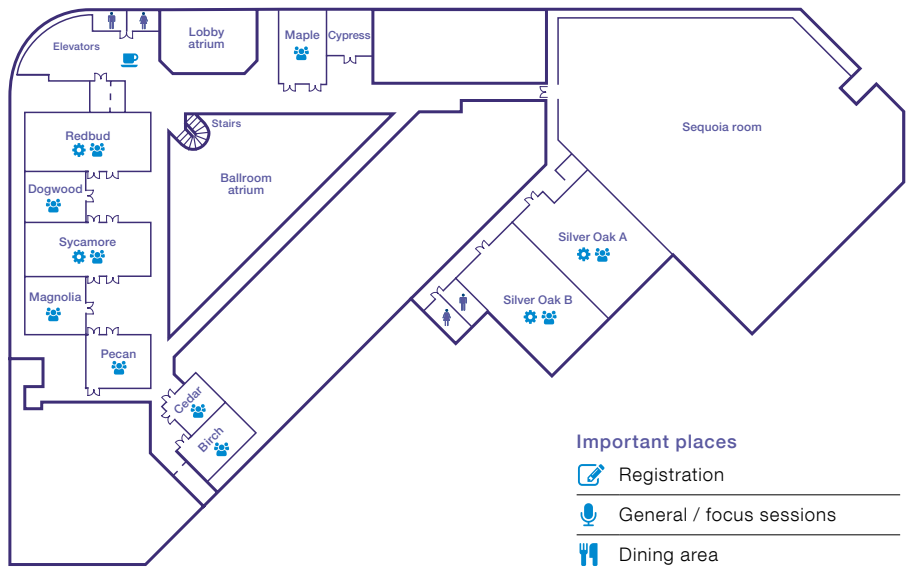 Elevators
Lobby
atrium
Maple
Cypress
Stairs
Sequoia room
Redbud
Ballroom
atrium
Dogwood
Sycamore
Silver Oak A
Magnolia
Silver Oak B
Pecan
Cedar
Birch
Important places
Registration
General / focus sessions
Dining area